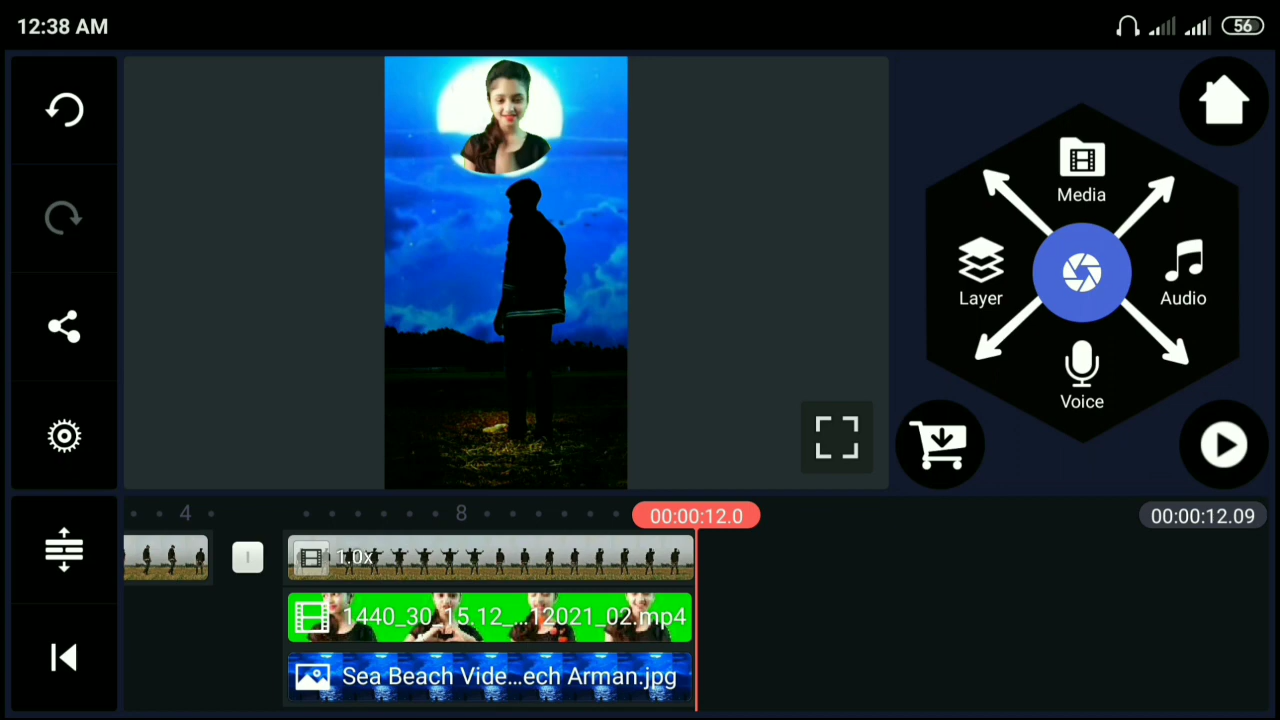 12:38 AM
56
Media
Layer
Audio
Voice
4
8
00:00:12.0
00:00:12.09
1.0x
1440_30_15.12_...12021_02.mp4
Sea Beach Vide...ech Arman.jpg